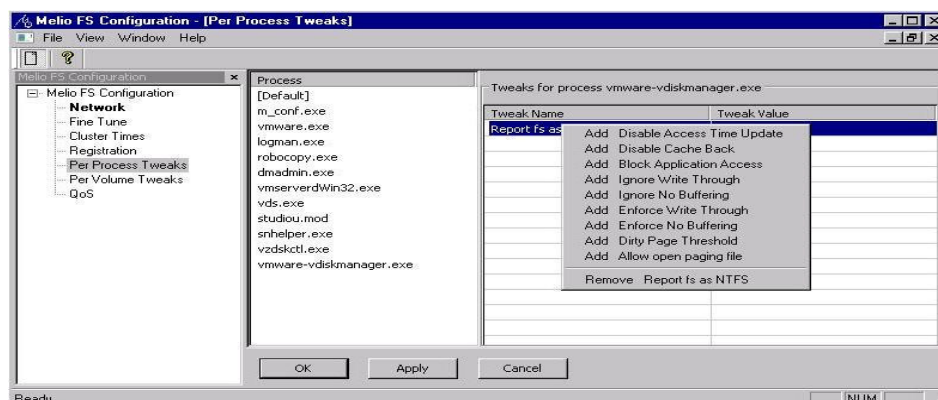 Melio FS Configuration - [Per Process Tweaks]
File View Window Help
Melio FS Configuration
Melio FS Configuration
Network
Fine Tune
Cluster Times
Registration
Per Process Tweaks
Per Volume Tweaks
QoS
Process
[Default]
m_conf.exe
vmware.exe
logman.exe
robocopy.exe
dmadmin.exe
vmserverdWin32.exe
vds.exe
studiou.mod
snhelper.exe
vzdskctl.exe
vmware-vdiskmanager.exe
Tweaks for process vmware-vdiskmanager.exe
Tweak Name Tweak Value
Report fs as
Add Disable Access Time Update
Add Disable Cache Back
Add Block Application Access
Add Ignore Write Through
Add Ignore No Buffering
Add Enforce Write Through
Add Enforce No Buffering
Add Dirty Page Threshold
Add Allow open paging file
Remove Report fs as NTFS
OK Apply Cancel
Ready NUM